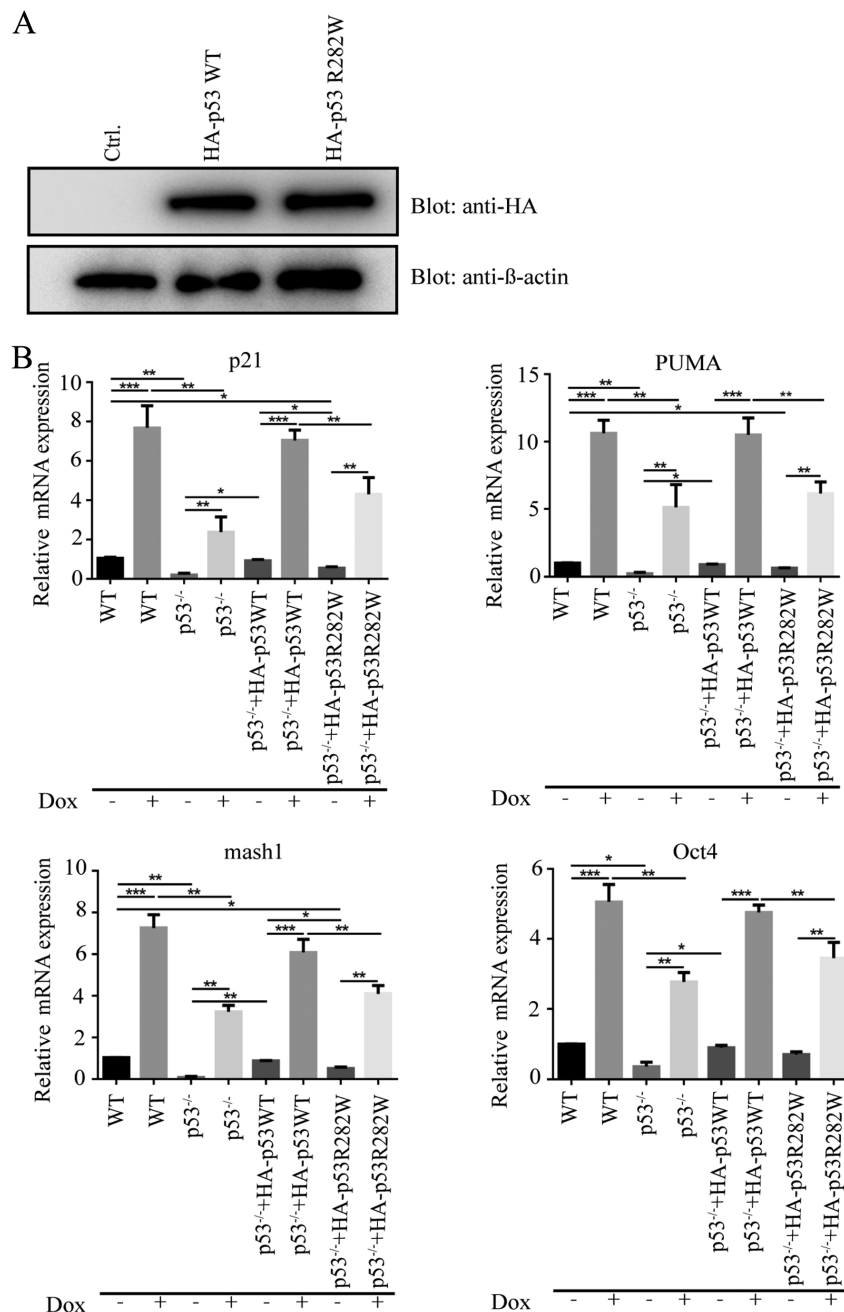 A
Ctrl.
HA-p53 WT
HA-p53 R282W
Blot: anti-HA
Blot: anti-ß-actin
B
p21
Relative mRNA expression
10
8
6
4
2
0
**
*** **
*
*
*** **
*
**
**
WT
WT
p53-/-
p53-/-
p53-/-+HA-p53WT
p53-/-+HA-p53WT
p53-/-+HA-p53R282W
p53-/-+HA-p53R282W
Dox - + - + - + - +
PUMA
Relative mRNA expression
15
10
5
0
**
*** ** *** **
*
**
*
**
WT
WT
p53-/-
p53-/-
p53-/-+HA-p53WT
p53-/-+HA-p53WT
p53-/-+HA-p53R282W
p53-/-+HA-p53R282W
Dox - + - + - + - +
mash1
Relative mRNA expression
10
8
6
4
2
0
**
*** **
*
*
*** **
**
**
**
WT
WT
p53-/-
p53-/-
p53-/-+HA-p53WT
p53-/-+HA-p53WT
p53-/-+HA-p53R282W
p53-/-+HA-p53R282W
Dox - + - + - + - +
Oct4
Relative mRNA expression
6
4
2
0
*
*** **
*** **
*
**
**
WT
WT
p53-/-
p53-/-
p53-/-+HA-p53WT
p53-/-+HA-p53WT
p53-/-+HA-p53R282W
p53-/-+HA-p53R282W
Dox - + - + - + - +